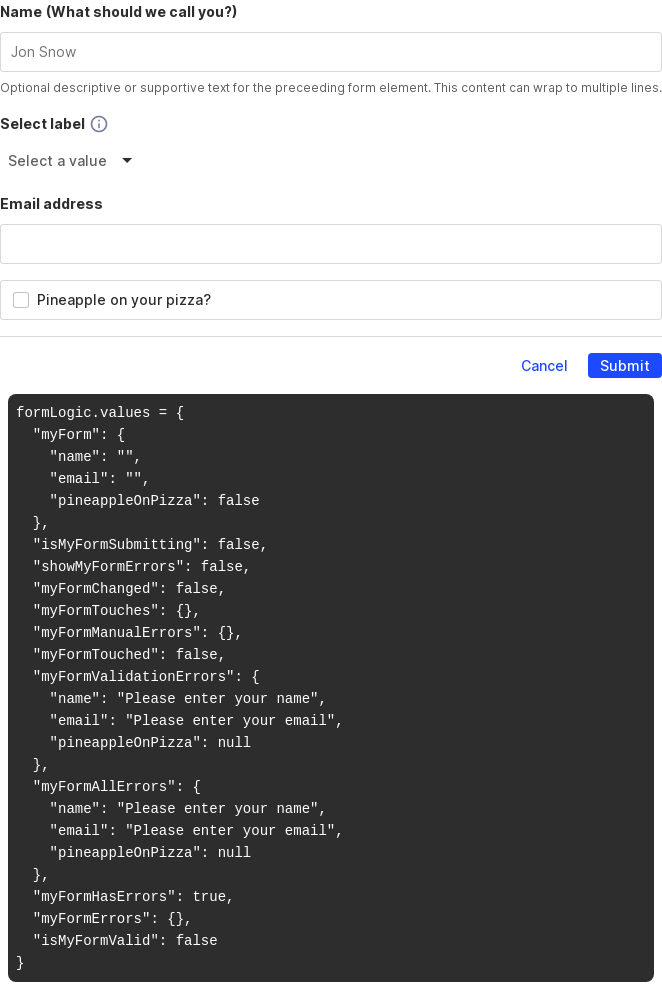 Name (What should we call you?)
Jon Snow
Optional descriptive or supportive text for the preceeding form element. This content can wrap to multiple lines.
Select label
Select a value
Email address
Pineapple on your pizza?
Cancel Submit
formLogic.values = {
  "myForm": {
    "name": "",
    "email": "",
    "pineappleOnPizza": false
  },
  "isMyFormSubmitting": false,
  "showMyFormErrors": false,
  "myFormChanged": false,
  "myFormTouches": {},
  "myFormManualErrors": {},
  "myFormTouched": false,
  "myFormValidationErrors": {
    "name": "Please enter your name",
    "email": "Please enter your email",
    "pineappleOnPizza": null
  },
  "myFormAllErrors": {
    "name": "Please enter your name",
    "email": "Please enter your email",
    "pineappleOnPizza": null
  },
  "myFormHasErrors": true,
  "myFormErrors": {},
  "isMyFormValid": false
}